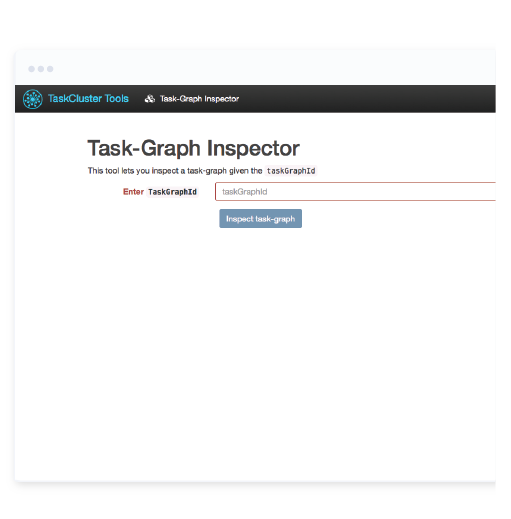 TaskCluster Tools Task-Graph Inspector
Task-Graph Inspector
This tool lets you inspect a task-graph given the taskGraphId
Enter TaskGraphId taskGraphId
Inspect task-graph